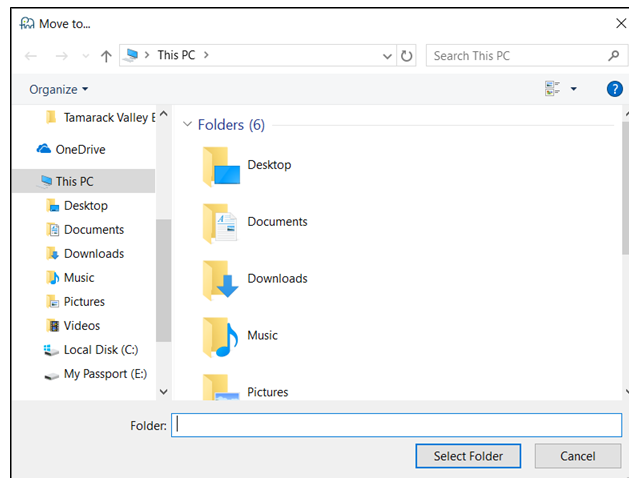 Move to...
This PC
Search This PC
Organize
?
Tamarack Valley E
OneDrive
This PC
Desktop
Documents
Downloads
Music
Pictures
Videos
Local Disk (C:)
My Passport (E:)
Folders (6)
Desktop
Documents
Downloads
Music
Pictures
Folder:
Select Folder
Cancel